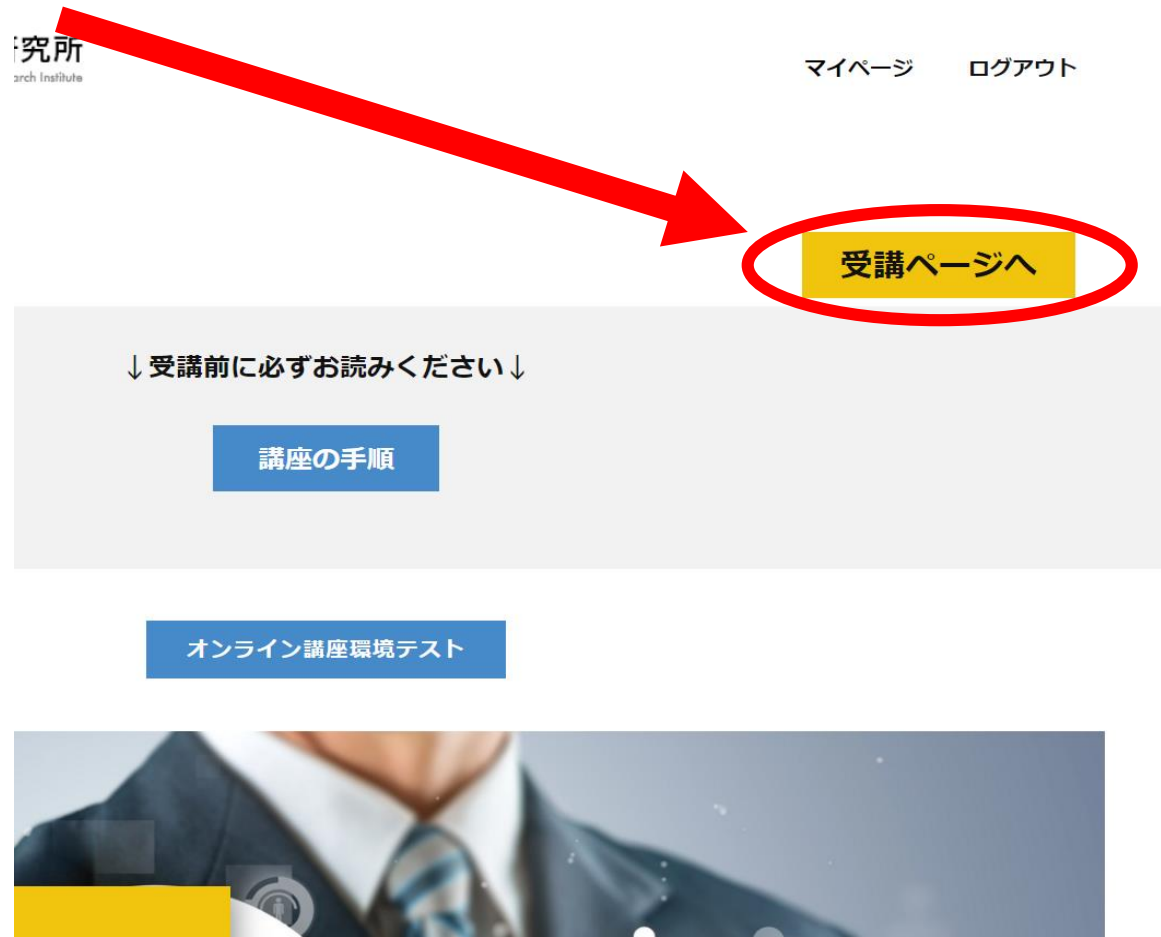 究所
arch Institute
マイページ ログアウト
受講ページへ
↓受講前に必ずお読みください↓
講座の手順
オンライン講座環境テスト